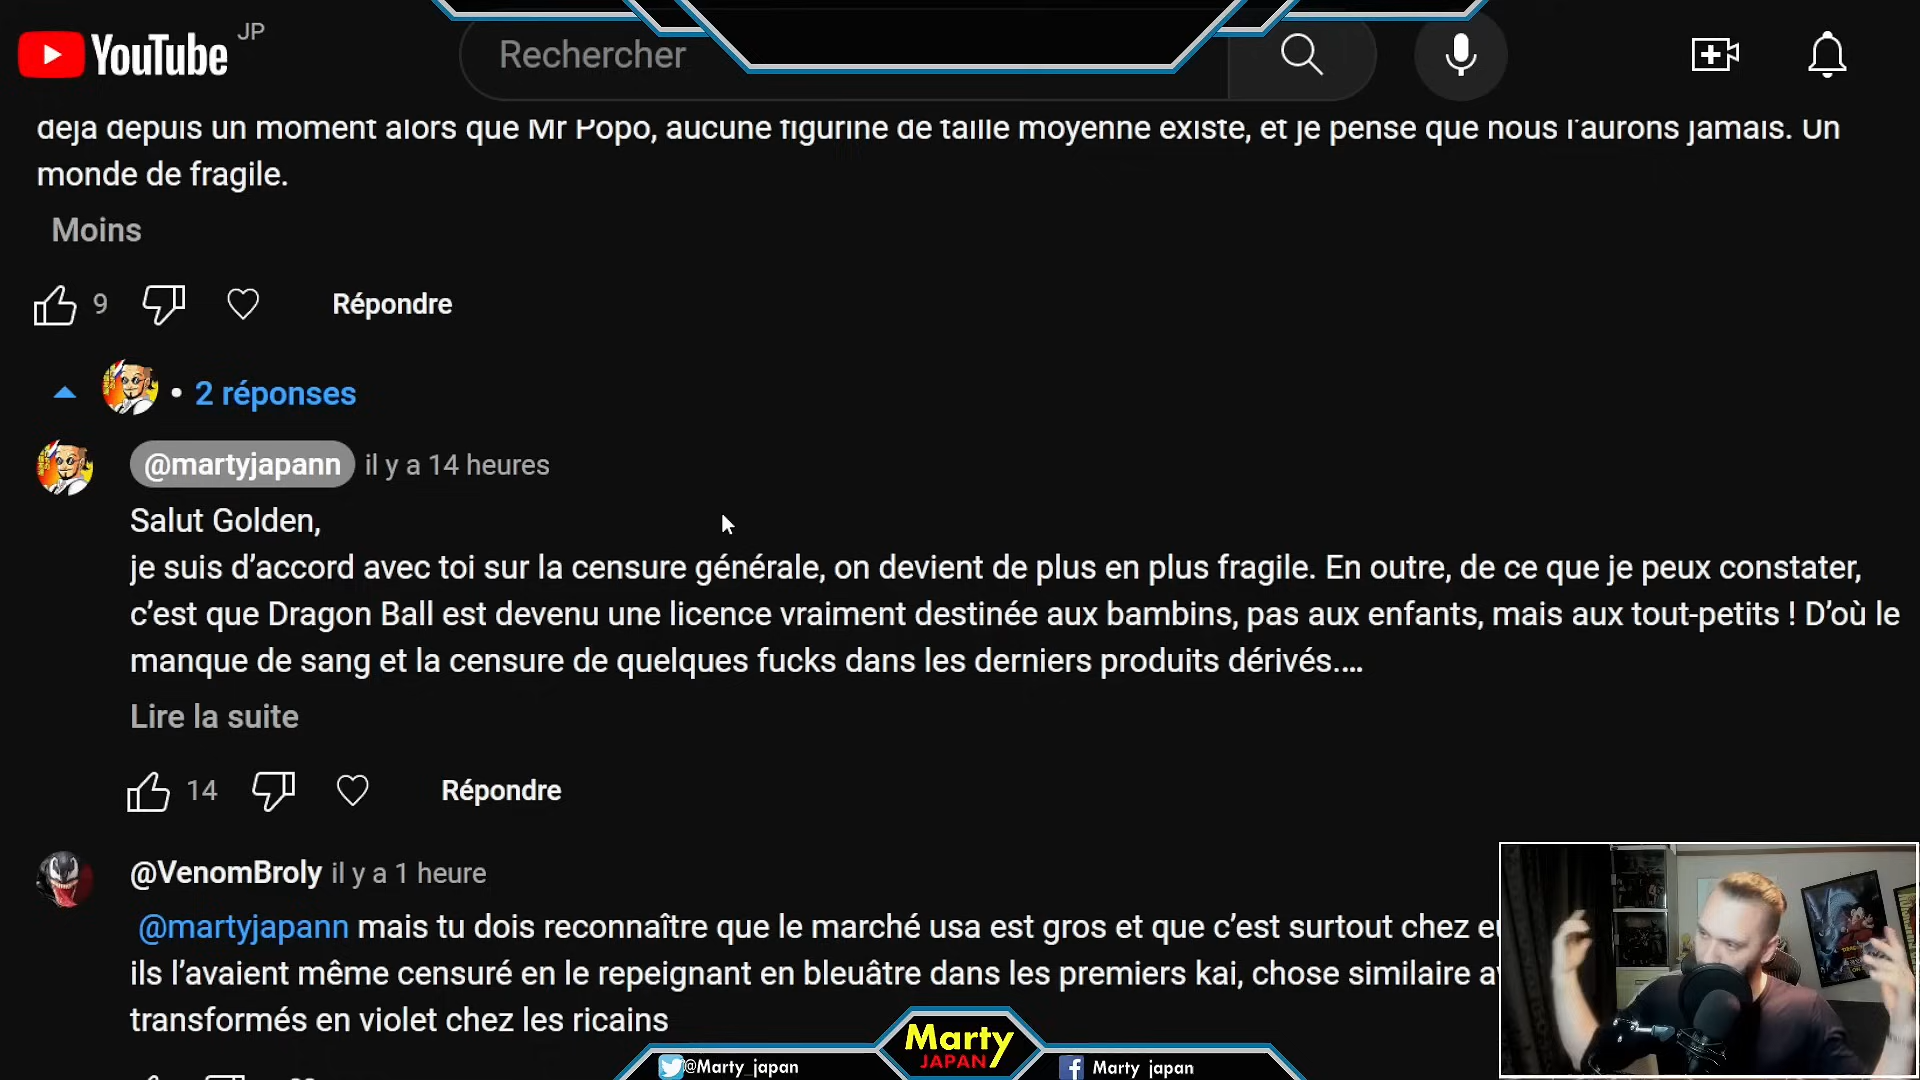 YouTube JP
Rechercher
déjà depuis un moment alors que Mr Popo, aucune figurine de taille moyenne existe, et je pense que nous l'aurons jamais. Un
monde de fragile.
Moins
9 Répondre
• 2 réponses
@martyjapann il y a 14 heures
Salut Golden,
je suis d’accord avec toi sur la censure générale, on devient de plus en plus fragile. En outre, de ce que je peux constater,
c’est que Dragon Ball est devenu une licence vraiment destinée aux bambins, pas aux enfants, mais aux tout-petits ! D’où le
manque de sang et la censure de quelques fucks dans les derniers produits dérivés.…
Lire la suite
14 Répondre
@VenomBroly il y a 1 heure
@martyjapann mais tu dois reconnaître que le marché usa est gros et que c’est surtout chez
ils l’avaient même censuré en le repeignant en bleuâtre dans les premiers kai, chose similaire
transformés en violet chez les ricains
Marty
JAPAN
@Marty_japan
Marty japan